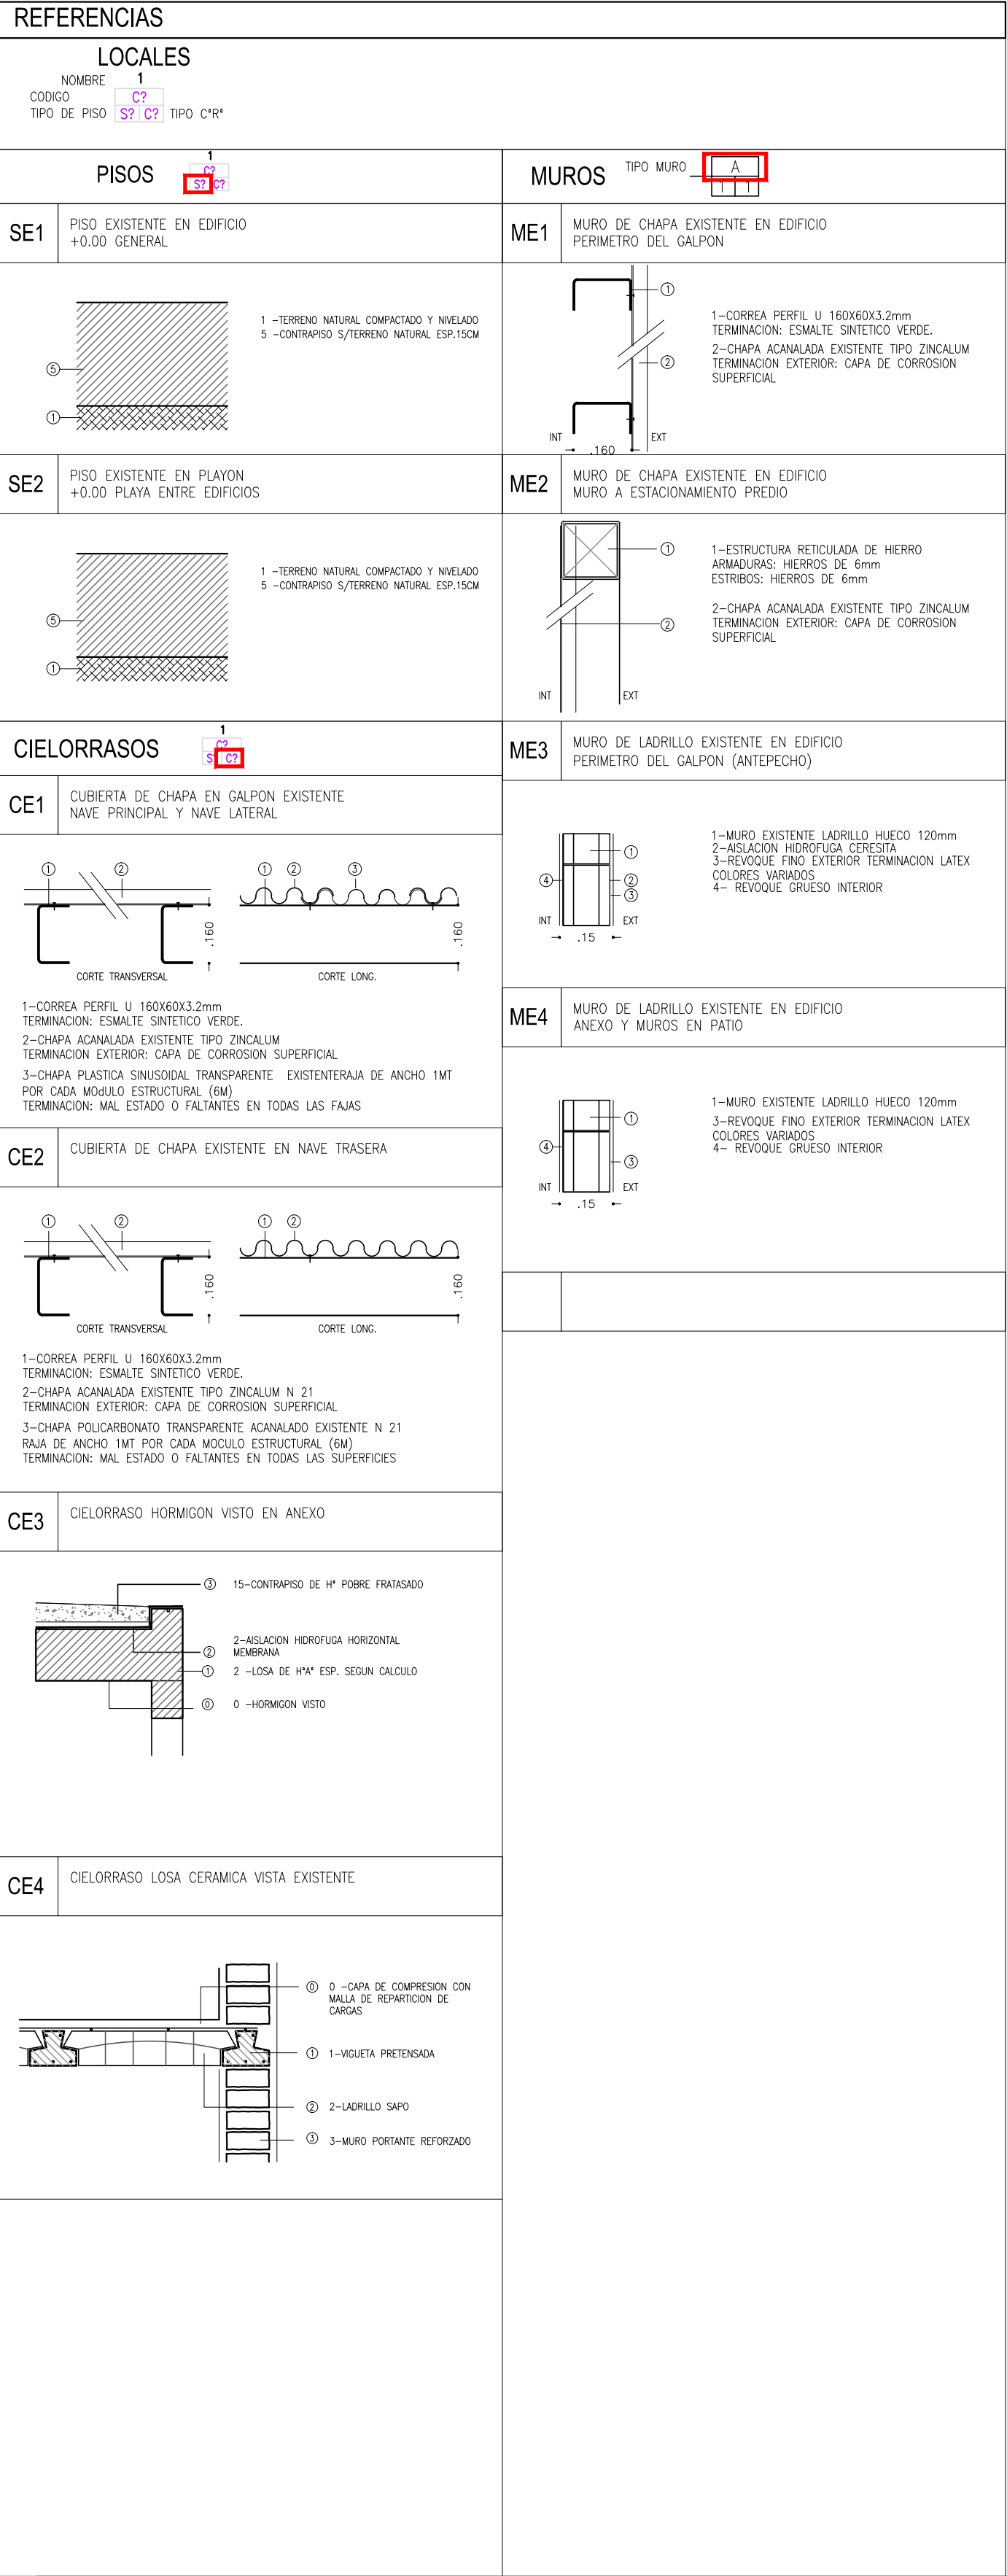 REFERENCIAS
LOCALES
NOMBRE 1
CODIGO C?
TIPO DE PISO S? C? TIPO C°R°
PISOS
1
C?
S? C?
SE1
PISO EXISTENTE EN EDIFICIO
+0.00 GENERAL
1 -TERRENO NATURAL COMPACTADO Y NIVELADO
5 -CONTRAPISO S/TERRENO NATURAL ESP.15CM
5
1
SE2
PISO EXISTENTE EN PLAYON
+0.00 PLAYA ENTRE EDIFICIOS
1 -TERRENO NATURAL COMPACTADO Y NIVELADO
5 -CONTRAPISO S/TERRENO NATURAL ESP.15CM
5
1
CIELORRASOS
1
C?
S? C?
CE1
CUBIERTA DE CHAPA EN GALPON EXISTENTE
NAVE PRINCIPAL Y NAVE LATERAL
1 2 1 2 3
.160 .160
CORTE TRANSVERSAL CORTE LONG.
1-CORREA PERFIL U 160X60X3.2mm
TERMINACION: ESMALTE SINTETICO VERDE.
2-CHAPA ACANALADA EXISTENTE TIPO ZINCALUM
TERMINACION EXTERIOR: CAPA DE CORROSION SUPERFICIAL
3-CHAPA PLASTICA SINUSOIDAL TRANSPARENTE EXISTENTERAJA DE ANCHO 1MT
POR CADA MOdULO ESTRUCTURAL (6M)
TERMINACION: MAL ESTADO O FALTANTES EN TODAS LAS FAJAS
CE2
CUBIERTA DE CHAPA EXISTENTE EN NAVE TRASERA
1 2 1 2
.160 .160
CORTE TRANSVERSAL CORTE LONG.
1-CORREA PERFIL U 160X60X3.2mm
TERMINACION: ESMALTE SINTETICO VERDE.
2-CHAPA ACANALADA EXISTENTE TIPO ZINCALUM N 21
TERMINACION EXTERIOR: CAPA DE CORROSION SUPERFICIAL
3-CHAPA POLICARBONATO TRANSPARENTE ACANALADO EXISTENTE N 21
RAJA DE ANCHO 1MT POR CADA MOCULO ESTRUCTURAL (6M)
TERMINACION: MAL ESTADO O FALTANTES EN TODAS LAS SUPERFICIES
CE3
CIELORRASO HORMIGON VISTO EN ANEXO
3 15-CONTRAPISO DE H° POBRE FRATASADO
2-AISLACION HIDROFUGA HORIZONTAL
2 MEMBRANA
1 2 -LOSA DE H°A° ESP. SEGUN CALCULO
0 0 -HORMIGON VISTO
CE4
CIELORRASO LOSA CERAMICA VISTA EXISTENTE
0 0 -CAPA DE COMPRESION CON
MALLA DE REPARTICION DE
CARGAS
1 1-VIGUETA PRETENSADA
2 2-LADRILLO SAPO
3 3-MURO PORTANTE REFORZADO
MUROS
TIPO MURO A
1 1
ME1
MURO DE CHAPA EXISTENTE EN EDIFICIO
PERIMETRO DEL GALPON
1
2
INT EXT
.160
1-CORREA PERFIL U 160X60X3.2mm
TERMINACION: ESMALTE SINTETICO VERDE.
2-CHAPA ACANALADA EXISTENTE TIPO ZINCALUM
TERMINACION EXTERIOR: CAPA DE CORROSION
SUPERFICIAL
ME2
MURO DE CHAPA EXISTENTE EN EDIFICIO
MURO A ESTACIONAMIENTO PREDIO
1
2
INT EXT
1-ESTRUCTURA RETICULADA DE HIERRO
ARMADURAS: HIERROS DE 6mm
ESTRIBOS: HIERROS DE 6mm
2-CHAPA ACANALADA EXISTENTE TIPO ZINCALUM
TERMINACION EXTERIOR: CAPA DE CORROSION
SUPERFICIAL
ME3
MURO DE LADRILLO EXISTENTE EN EDIFICIO
PERIMETRO DEL GALPON (ANTEPECHO)
1
4 2
3
INT EXT
.15
1-MURO EXISTENTE LADRILLO HUECO 120mm
2-AISLACION HIDROFUGA CERESITA
3-REVOQUE FINO EXTERIOR TERMINACION LATEX
COLORES VARIADOS
4- REVOQUE GRUESO INTERIOR
ME4
MURO DE LADRILLO EXISTENTE EN EDIFICIO
ANEXO Y MUROS EN PATIO
1
4
3
INT EXT
.15
1-MURO EXISTENTE LADRILLO HUECO 120mm
3-REVOQUE FINO EXTERIOR TERMINACION LATEX
COLORES VARIADOS
4- REVOQUE GRUESO INTERIOR